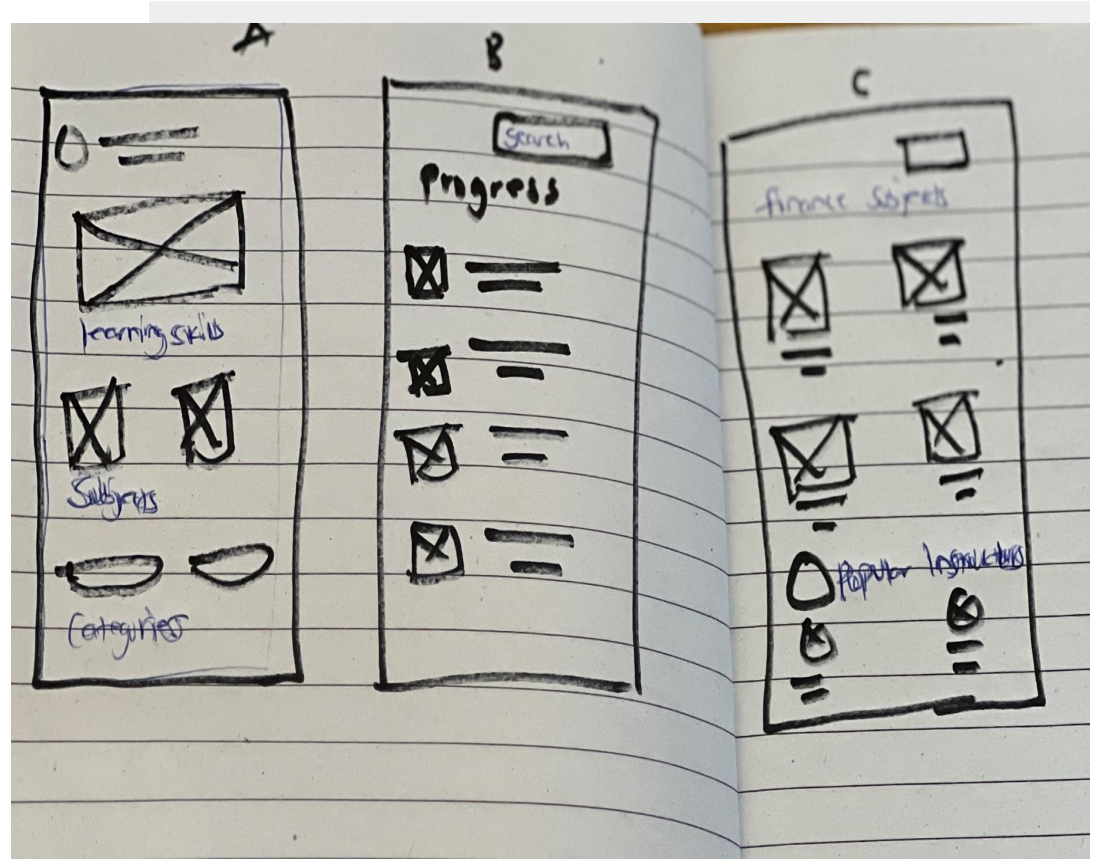 A
learning skills
Subjects
Categories
B
Search
Progress
C
finance Subjects
Popular Instructors